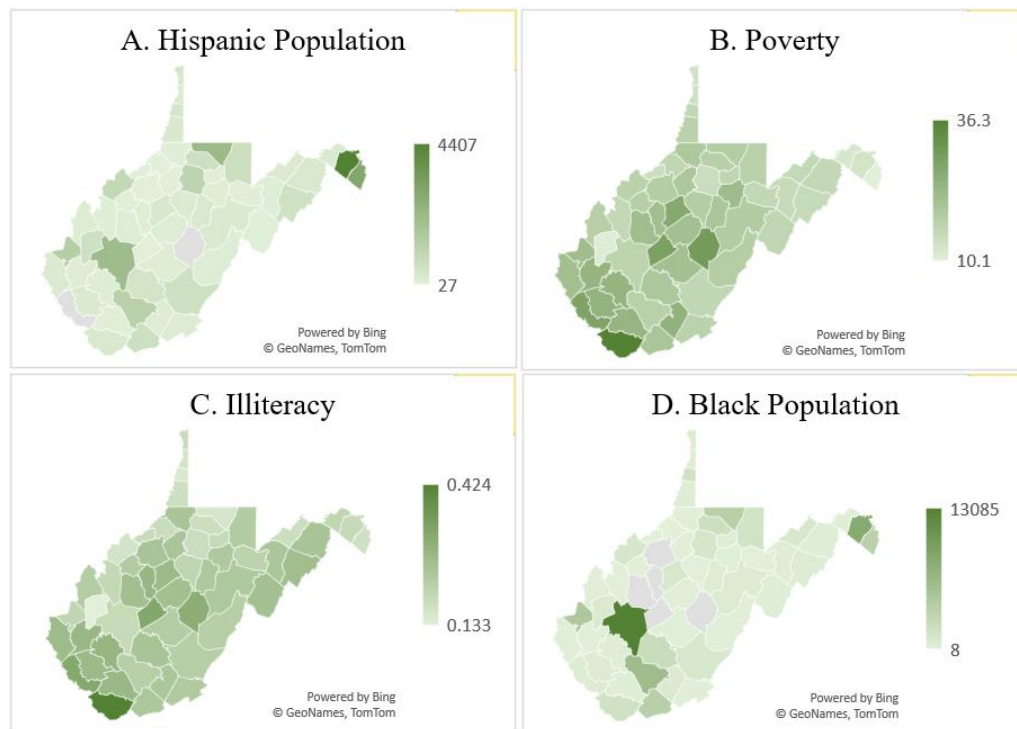 A. Hispanic Population
4407
27
Powered by Bing
© GeoNames, TomTom
B. Poverty
36.3
10.1
Powered by Bing
© GeoNames, TomTom
C. Illiteracy
0.424
0.133
Powered by Bing
© GeoNames, TomTom
D. Black Population
13085
8
Powered by Bing
© GeoNames, TomTom